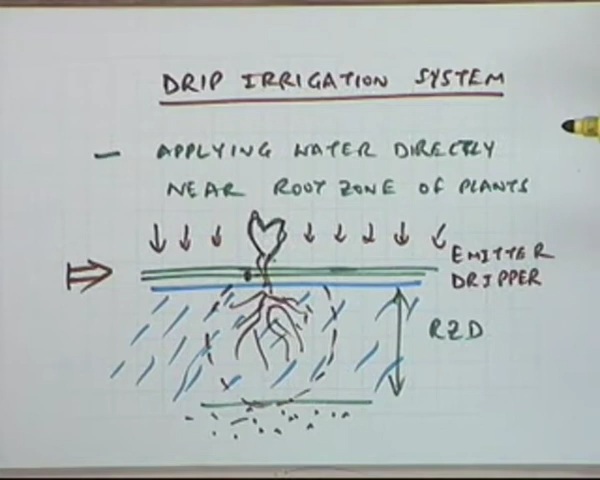 DRIP IRRIGATION SYSTEM
— APPLYING WATER DIRECTLY
NEAR ROOT ZONE OF PLANTS
EMITTER
DRIPPER
RZD